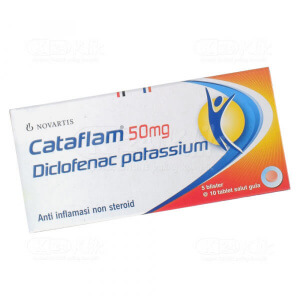 NOVARTIS
Cataflam® 50mg
Diclofenac potassium
5 blister
@ 10 tablet salut gula
Anti inflamasi non steroid